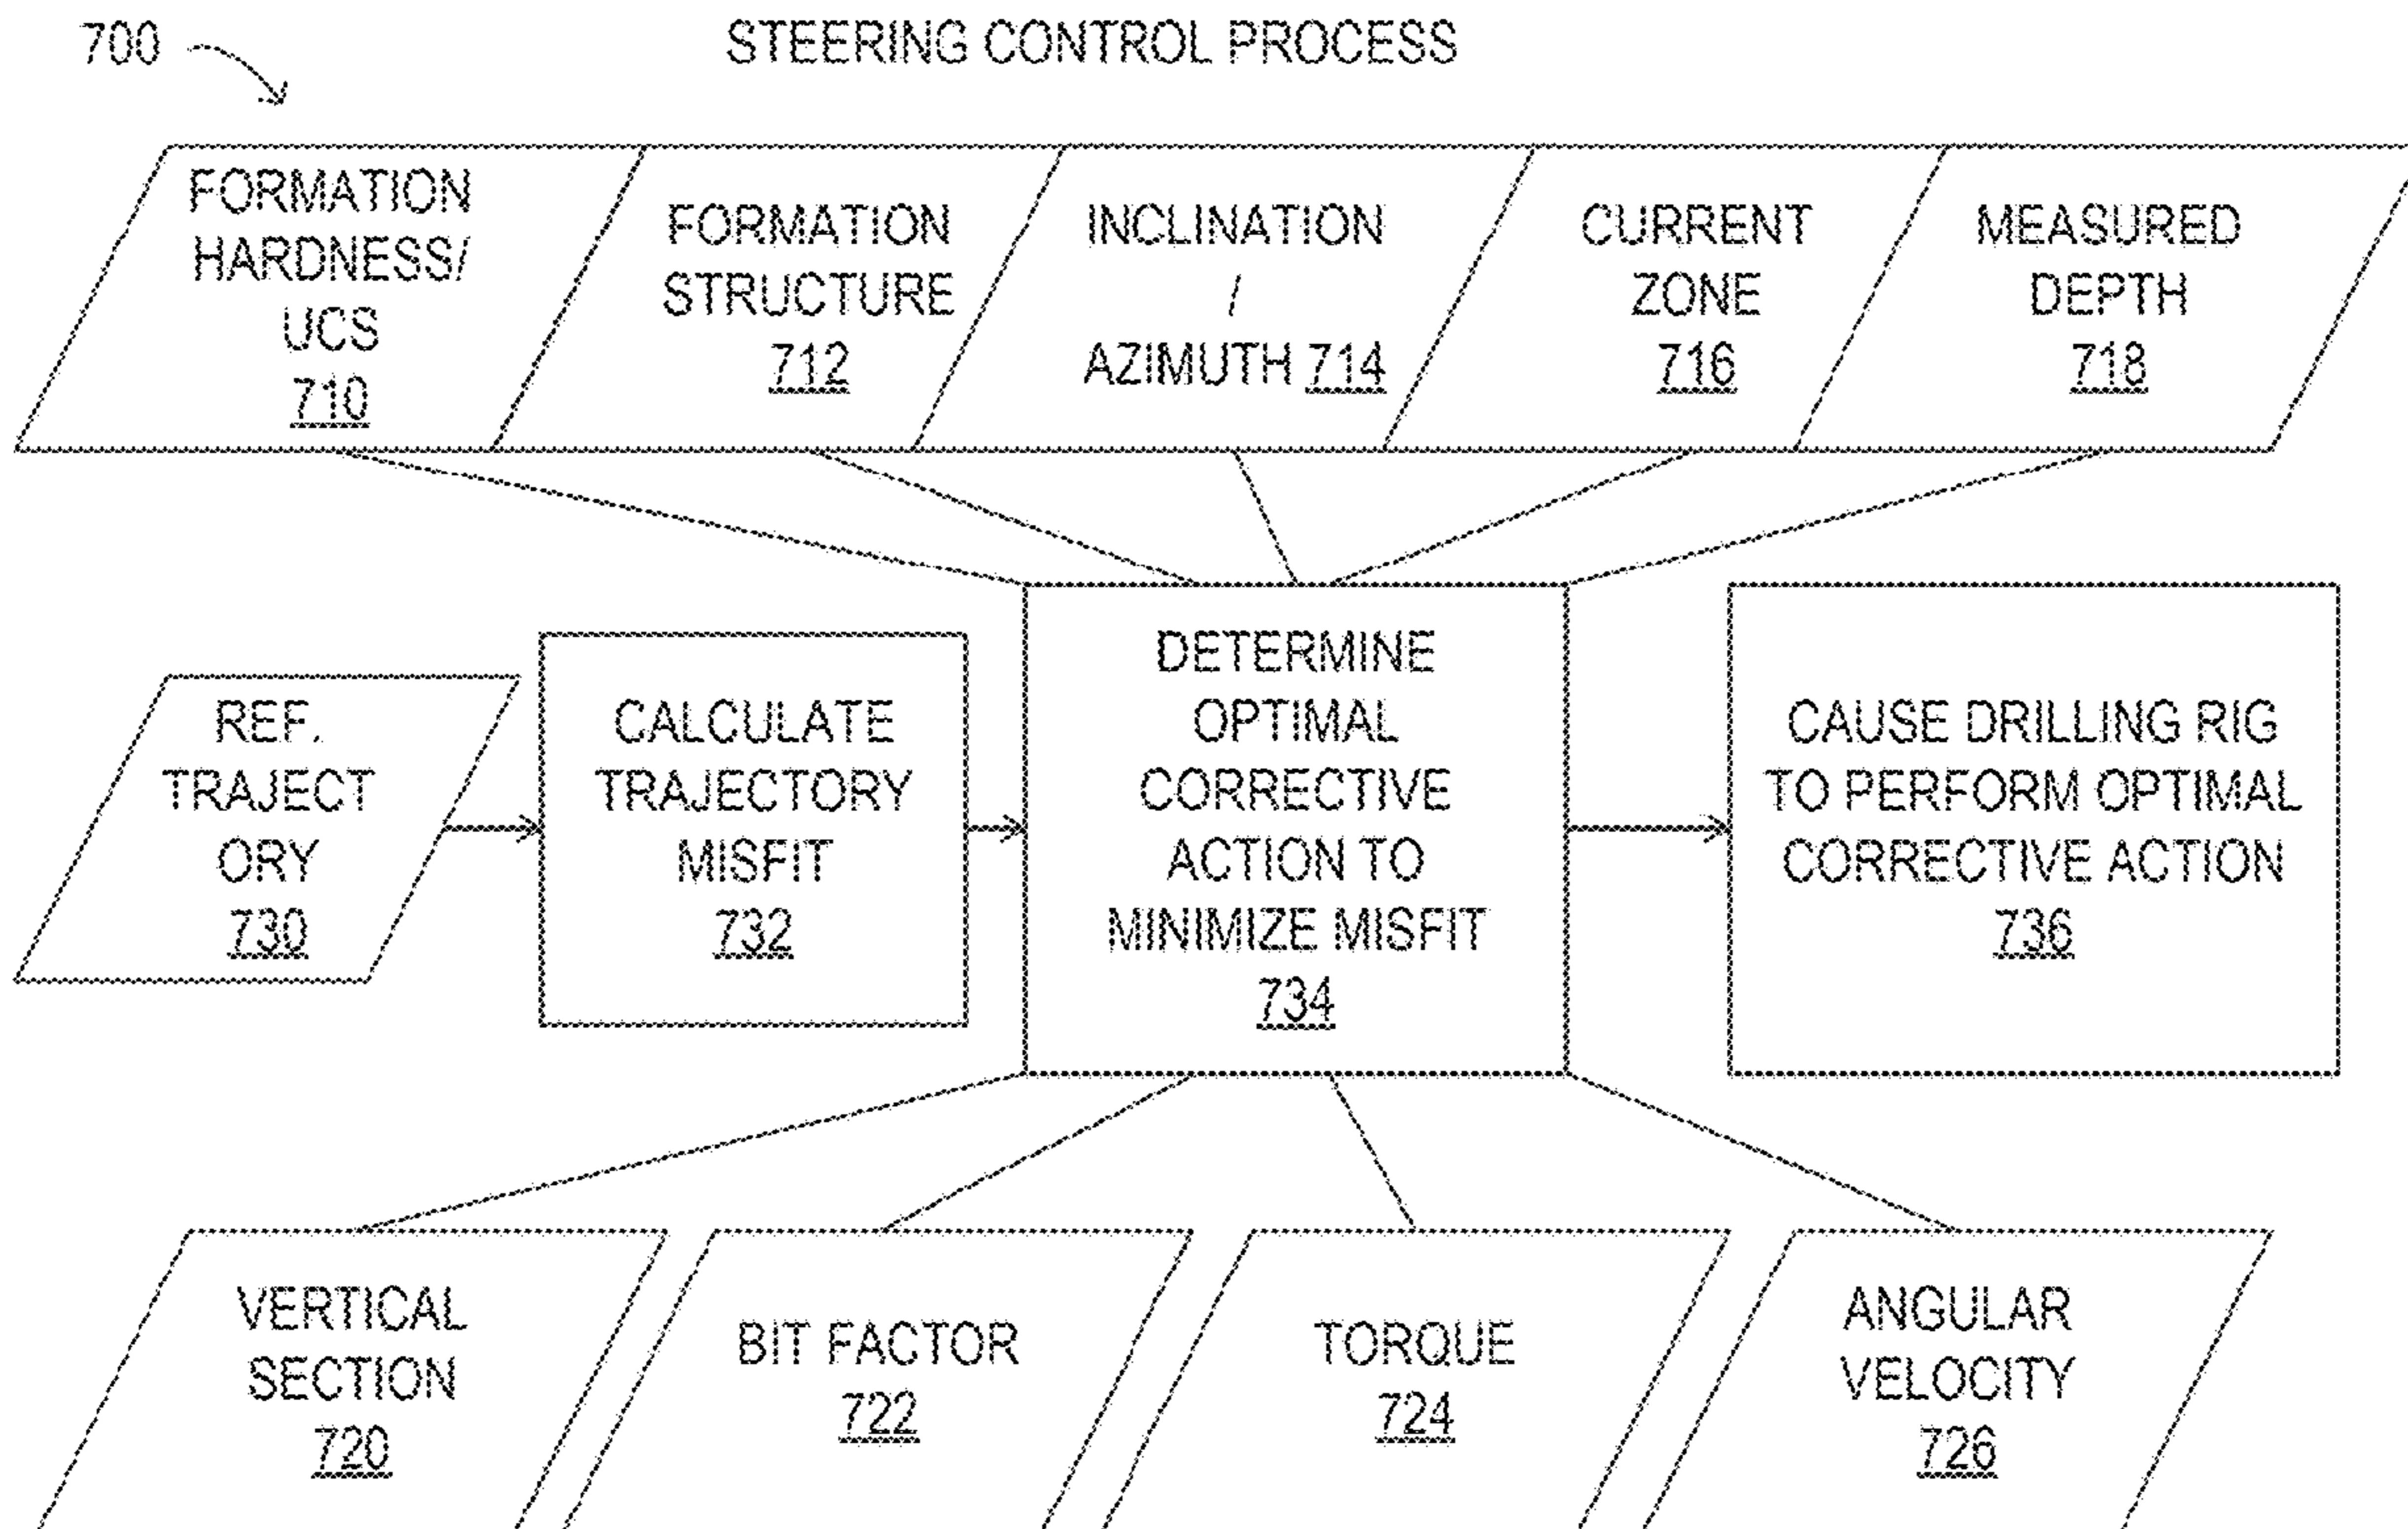 700
STEERING CONTROL PROCESS
FORMATION
HARDNESS/
UCS
710
FORMATION
STRUCTURE
712
INCLINATION
/
AZIMUTH 714
CURRENT
ZONE
716
MEASURED
DEPTH
718
REF.
TRAJECT
ORY
730
CALCULATE
TRAJECTORY
MISFIT
732
DETERMINE
OPTIMAL
CORRECTIVE
ACTION TO
MINIMIZE MISFIT
734
CAUSE DRILLING RIG
TO PERFORM OPTIMAL
CORRECTIVE ACTION
736
VERTICAL
SECTION
720
BIT FACTOR
722
TORQUE
724
ANGULAR
VELOCITY
726